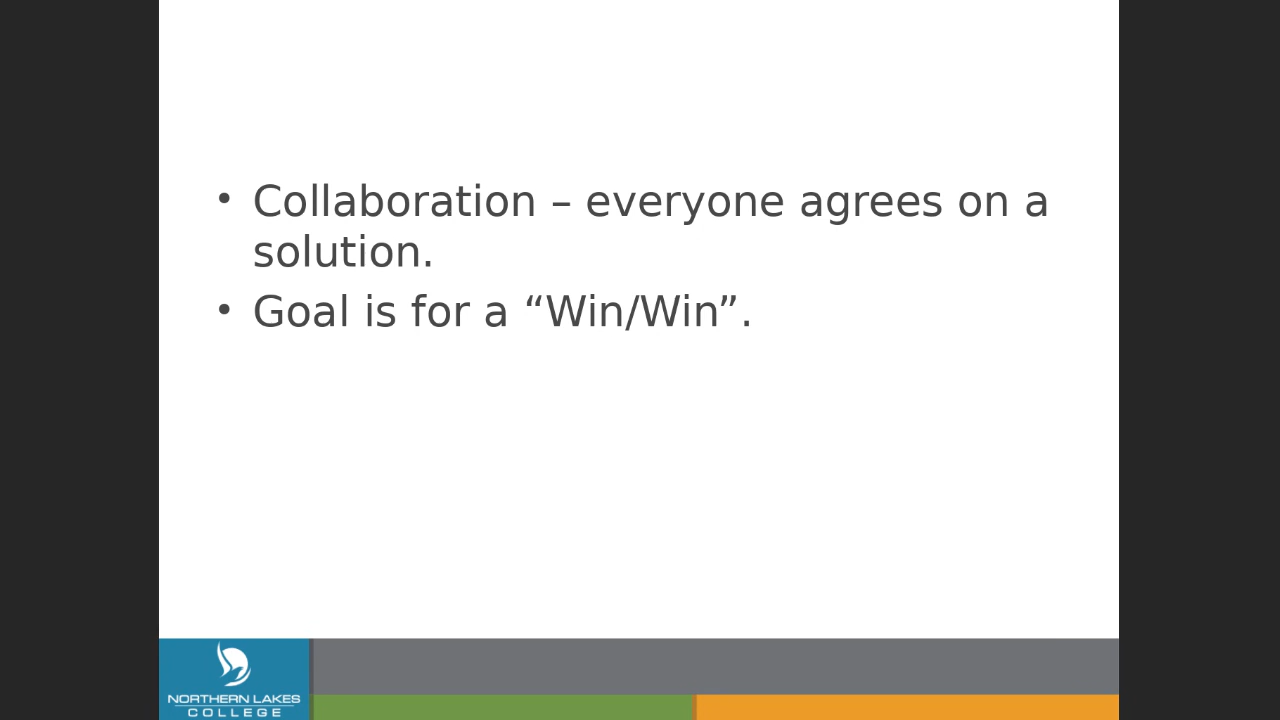 • Collaboration – everyone agrees on a
solution.
• Goal is for a “Win/Win”.
NORTHERN LAKES
COLLEGE